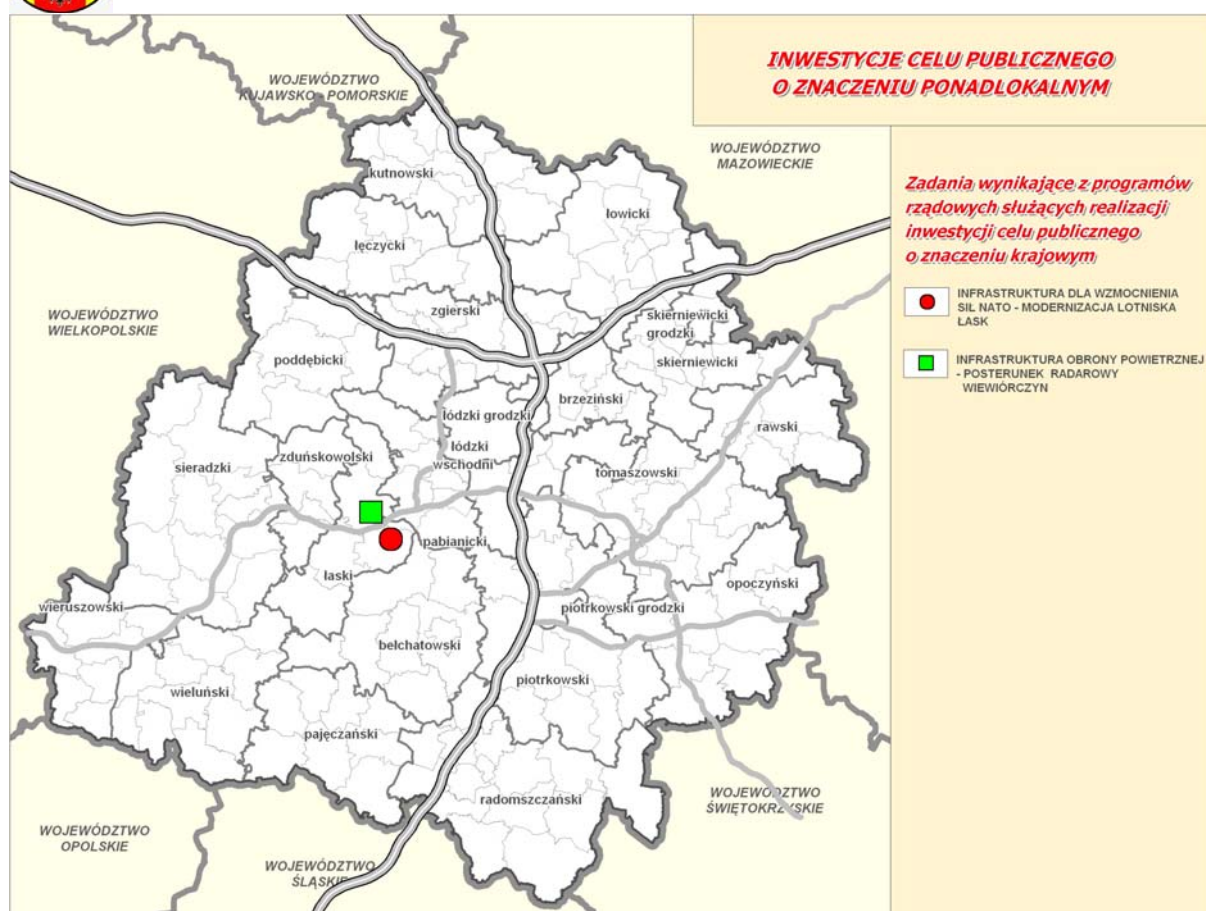 INWESTYCJE CELU PUBLICZNEGO
O ZNACZENIU PONADLOKALNYM
Zadania wynikające z programów
rządowych służących realizacji
inwestycji celu publicznego
o znaczeniu krajowym
INFRASTRUKTURA DLA WZMOCNIENIA
SIŁ NATO - MODERNIZACJA LOTNISKA
ŁASK
INFRASTRUKTURA OBRONY POWIETRZNEJ
- POSTERUNEK RADAROWY
WIEWIÓRCZYN
WOJEWÓDZTWO
KUJAWSKO - POMORSKIE
WOJEWÓDZTWO
MAZOWIECKIE
kutnowski
łowicki
łęczycki
WOJEWÓDZTWO
WIELKOPOLSKIE
zgierski
skierniewicki
grodzki
skierniewicki
poddębicki
brzeziński
łódzki grodzki
rawski
łódzki
wschodni
zduńskowolski
sieradzki
tomaszowski
pabianicki
łaski
opoczyński
wieruszowski
piotrkowski grodzki
bełchatowski
piotrkowski
wieluński
pajęczański
radomszczański
WOJEWÓDZTWO
ŚWIĘTOKRZYSKIE
WOJEWÓDZTWO
OPOLSKIE
WOJEWÓDZTWO
ŚLĄSKIE